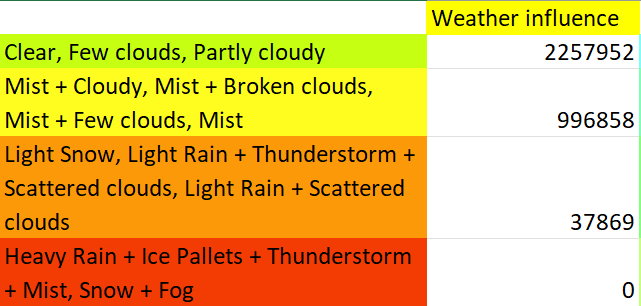 Weather influence
Clear, Few clouds, Partly cloudy
2257952
Mist + Cloudy, Mist + Broken clouds,
Mist + Few clouds, Mist
996858
Light Snow, Light Rain + Thunderstorm +
Scattered clouds, Light Rain + Scattered
clouds
37869
Heavy Rain + Ice Pallets + Thunderstorm
+ Mist, Snow + Fog
0